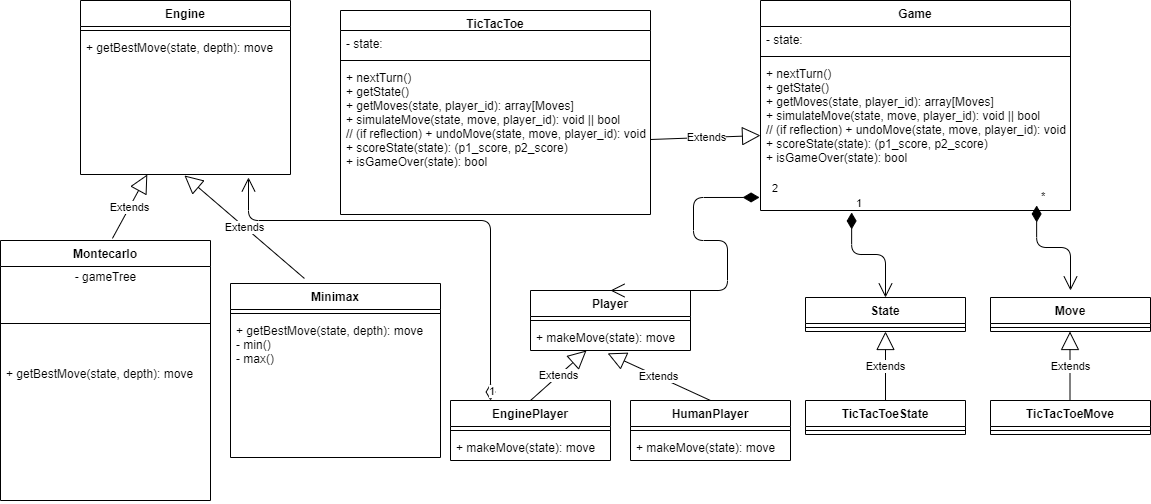 Engine
+ getBestMove(state, depth): move
TicTacToe
- state:
+ nextTurn()
+ getState()
+ getMoves(state, player_id): array[Moves]
+ simulateMove(state, move, player_id): void || bool
// (if reflection) + undoMove(state, move, player_id): void
+ scoreState(state): (p1_score, p2_score)
+ isGameOver(state): bool
Extends
Game
- state:
+ nextTurn()
+ getState()
+ getMoves(state, player_id): array[Moves]
+ simulateMove(state, move, player_id): void || bool
// (if reflection) + undoMove(state, move, player_id): void
+ scoreState(state): (p1_score, p2_score)
+ isGameOver(state): bool
2
1
*
Extends
Extends
Montecarlo
- gameTree
+ getBestMove(state, depth): move
Minimax
+ getBestMove(state, depth): move
- min()
- max()
Player
+ makeMove(state): move
State
Move
Extends
Extends
Extends
Extends
1
EnginePlayer
+ makeMove(state): move
HumanPlayer
+ makeMove(state): move
TicTacToeState
TicTacToeMove